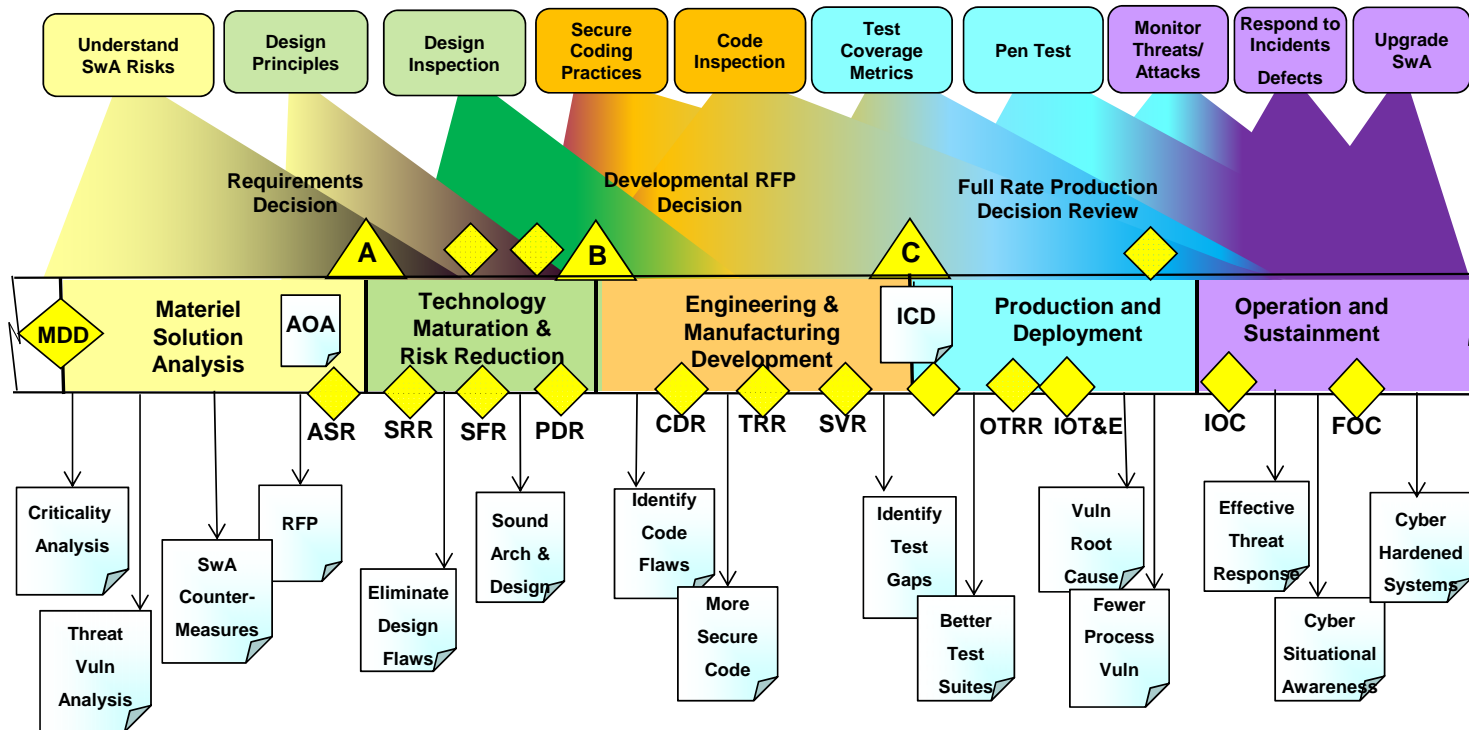 Understand
SwA Risks
Design
Principles
Design
Inspection
Secure
Coding
Practices
Code
Inspection
Test
Coverage
Metrics
Pen Test
Monitor
Threats/
Attacks
Respond to
Incidents
Defects
Upgrade
SwA
Requirements
Decision
Developmental RFP
Decision
Full Rate Production
Decision Review
A
B
C
MDD
Materiel
Solution
Analysis
AOA
Technology
Maturation &
Risk Reduction
Engineering &
Manufacturing
Development
ICD
Production and
Deployment
Operation and
Sustainment
ASR
SRR
SFR
PDR
CDR
TRR
SVR
OTRR
IOT&E
IOC
FOC
Criticality
Analysis
Threat
Vuln
Analysis
SwA
Counter-
Measures
RFP
Eliminate
Design
Flaws
Sound
Arch &
Design
Identify
Code
Flaws
More
Secure
Code
Identify
Test
Gaps
Better
Test
Suites
Vuln
Root
Cause
Fewer
Process
Vuln
Effective
Threat
Response
Cyber
Situational
Awareness
Cyber
Hardened
Systems